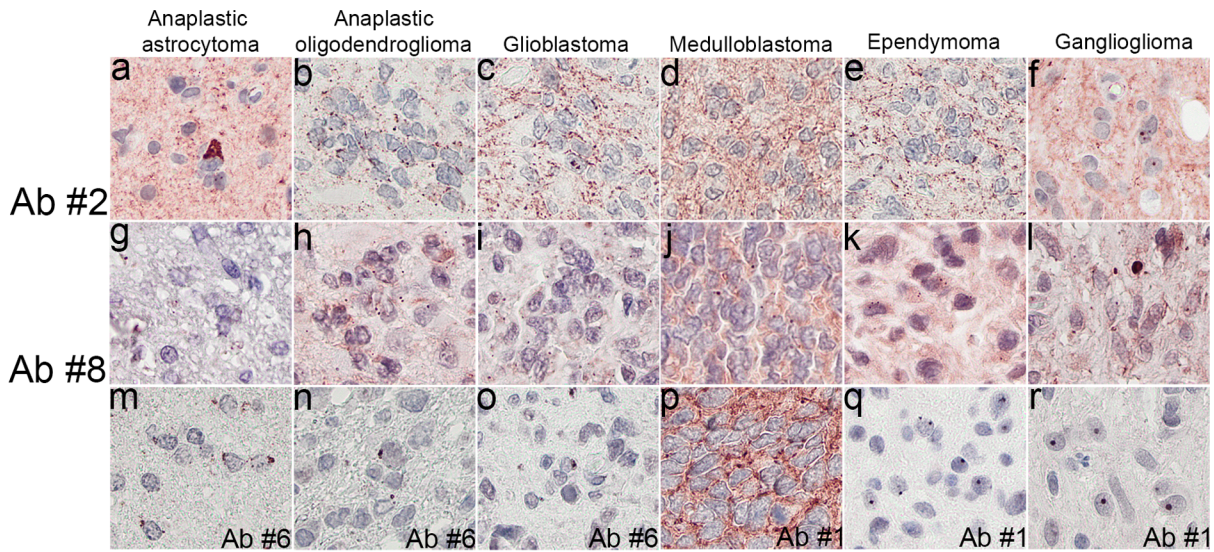 Anaplastic astrocytoma
Anaplastic oligodendroglioma
Glioblastoma
Medulloblastoma
Ependymoma
Ganglioglioma
a b c d e f
Ab #2
g h i j k l
Ab #8
m n o p q r
Ab #6 Ab #6 Ab #6 Ab #1 Ab #1 Ab #1